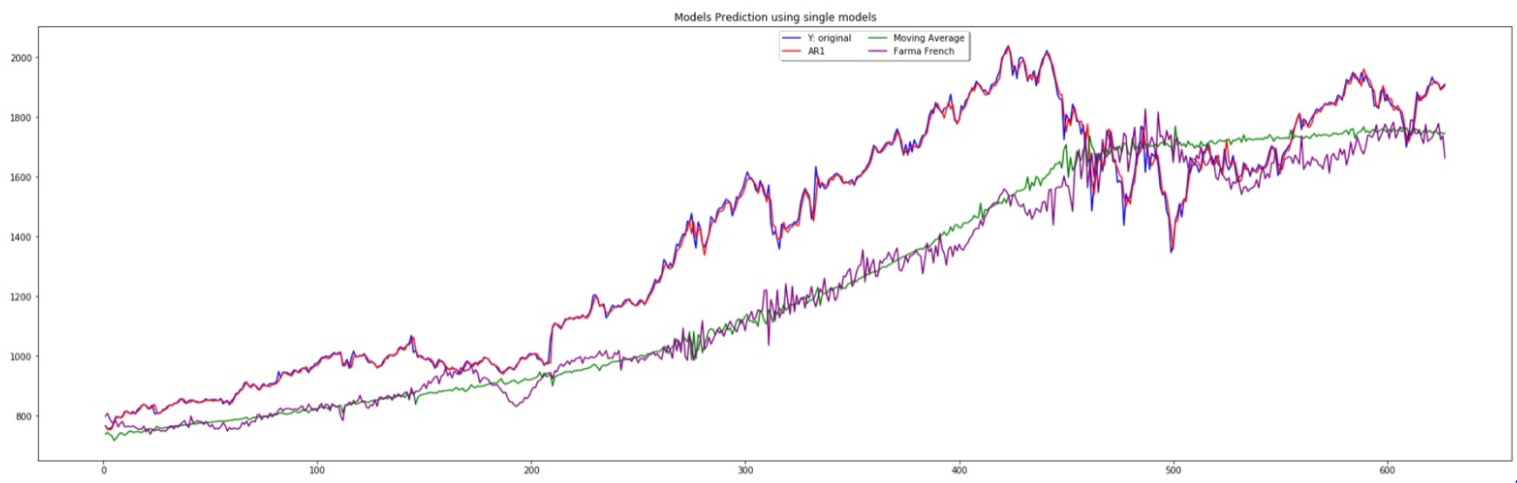 Models Prediction using single models
Y: original
AR1
Moving Average
Farma French
2000
1800
1600
1400
1200
1000
800
0 100 200 300 400 500 600